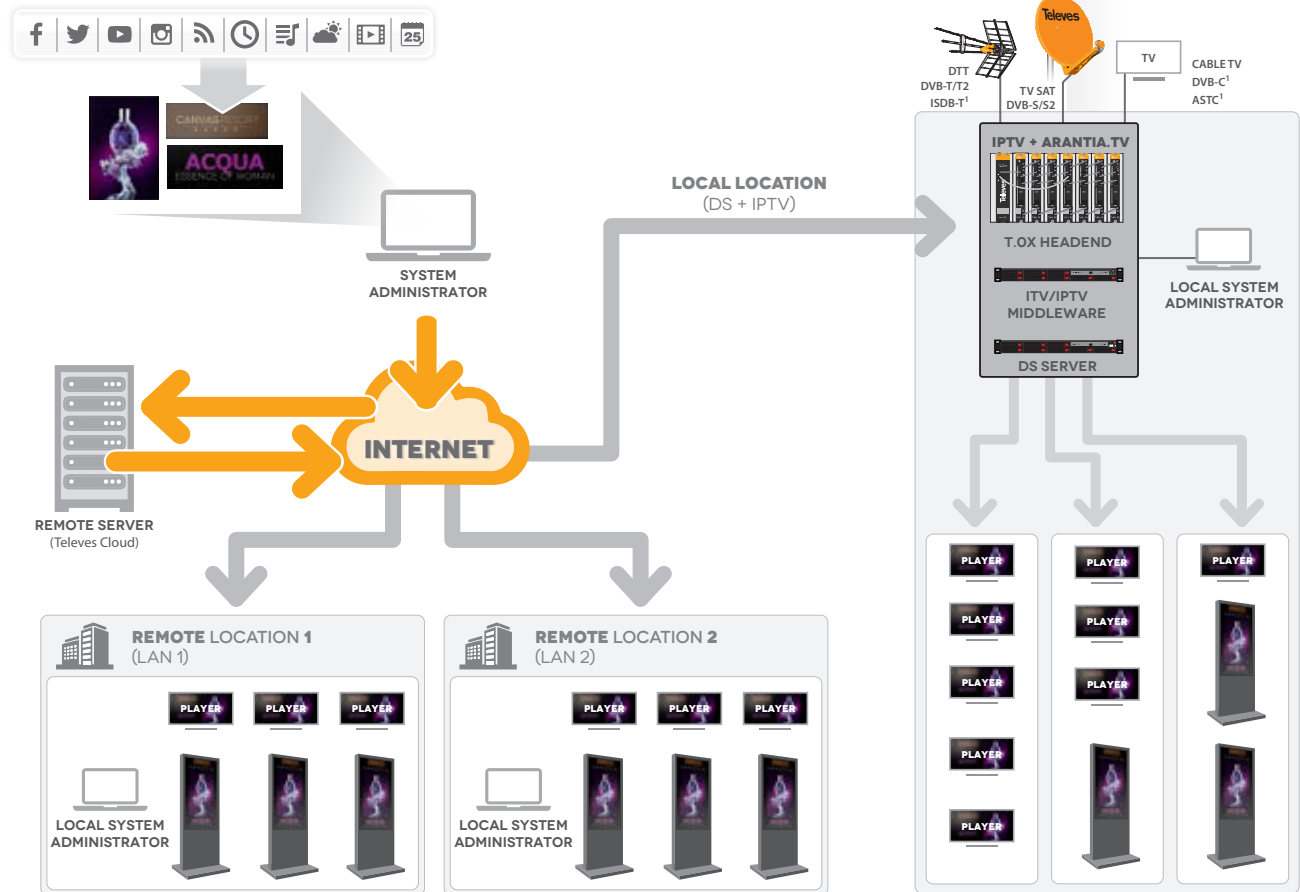 25
CANVAS RESORT
ACQUA
ESSENCE OF WOMAN
SYSTEM
ADMINISTRATOR
INTERNET
REMOTE SERVER
(Televes Cloud)
LOCAL LOCATION
(DS + IPTV)
Televes
TV
DTT
DVB-T/T2
ISDB-T¹
TV SAT
DVB-S/S2
CABLE TV
DVB-C¹
ASTC¹
IPTV + ARANTIA.TV
Televes
T.OX HEADEND
ITV/IPTV
MIDDLEWARE
DS SERVER
LOCAL SYSTEM
ADMINISTRATOR
REMOTE LOCATION 1
(LAN 1)
PLAYER
PLAYER
PLAYER
LOCAL SYSTEM
ADMINISTRATOR
REMOTE LOCATION 2
(LAN 2)
PLAYER
PLAYER
PLAYER
LOCAL SYSTEM
ADMINISTRATOR
PLAYER
PLAYER
PLAYER
PLAYER
PLAYER
PLAYER
PLAYER
PLAYER
PLAYER